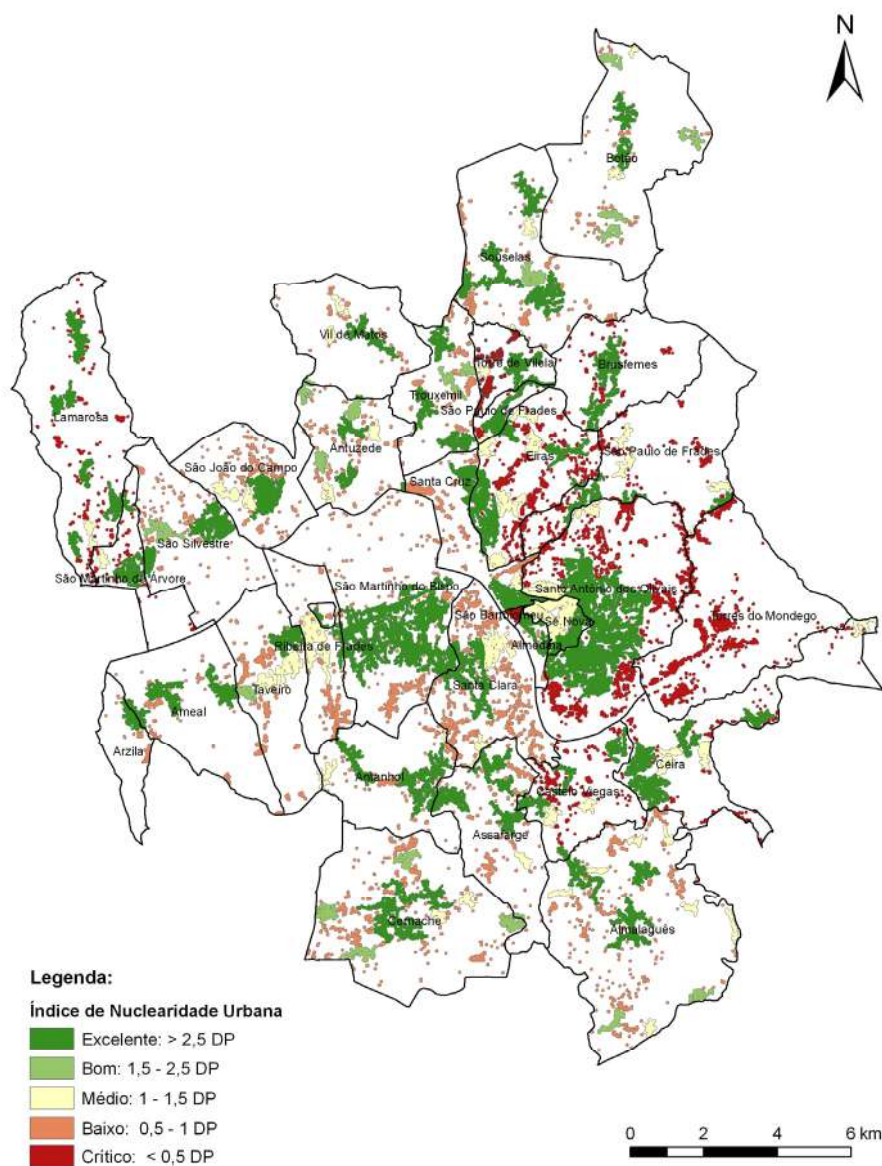 N
Botão
Souselas
Vil de Matos
Torre de Vilela
Brasfemes
Trouxemil
São Paulo de Frades
Lamarosa
Antuzede
Eiras
São Paulo de Frades
São João do Campo
Santa Cruz
São Silvestre
São Martinho de Árvore
São Martinho do Bispo
Santo António dos Olivais
São Bartolomeu
Sé Nova
Torres do Mondego
Ribeira de Frades
Almedina
Taveiro
Santa Clara
Ameal
Arzila
Antanhol
Ceira
Castelo Viegas
Assafarge
Cernache
Almalaguês
Legenda:
Índice de Nuclearidade Urbana
Excelente: > 2,5 DP
Bom: 1,5 - 2,5 DP
Médio: 1 - 1,5 DP
Baixo: 0,5 - 1 DP
Critico: < 0,5 DP
0 2 4 6 km